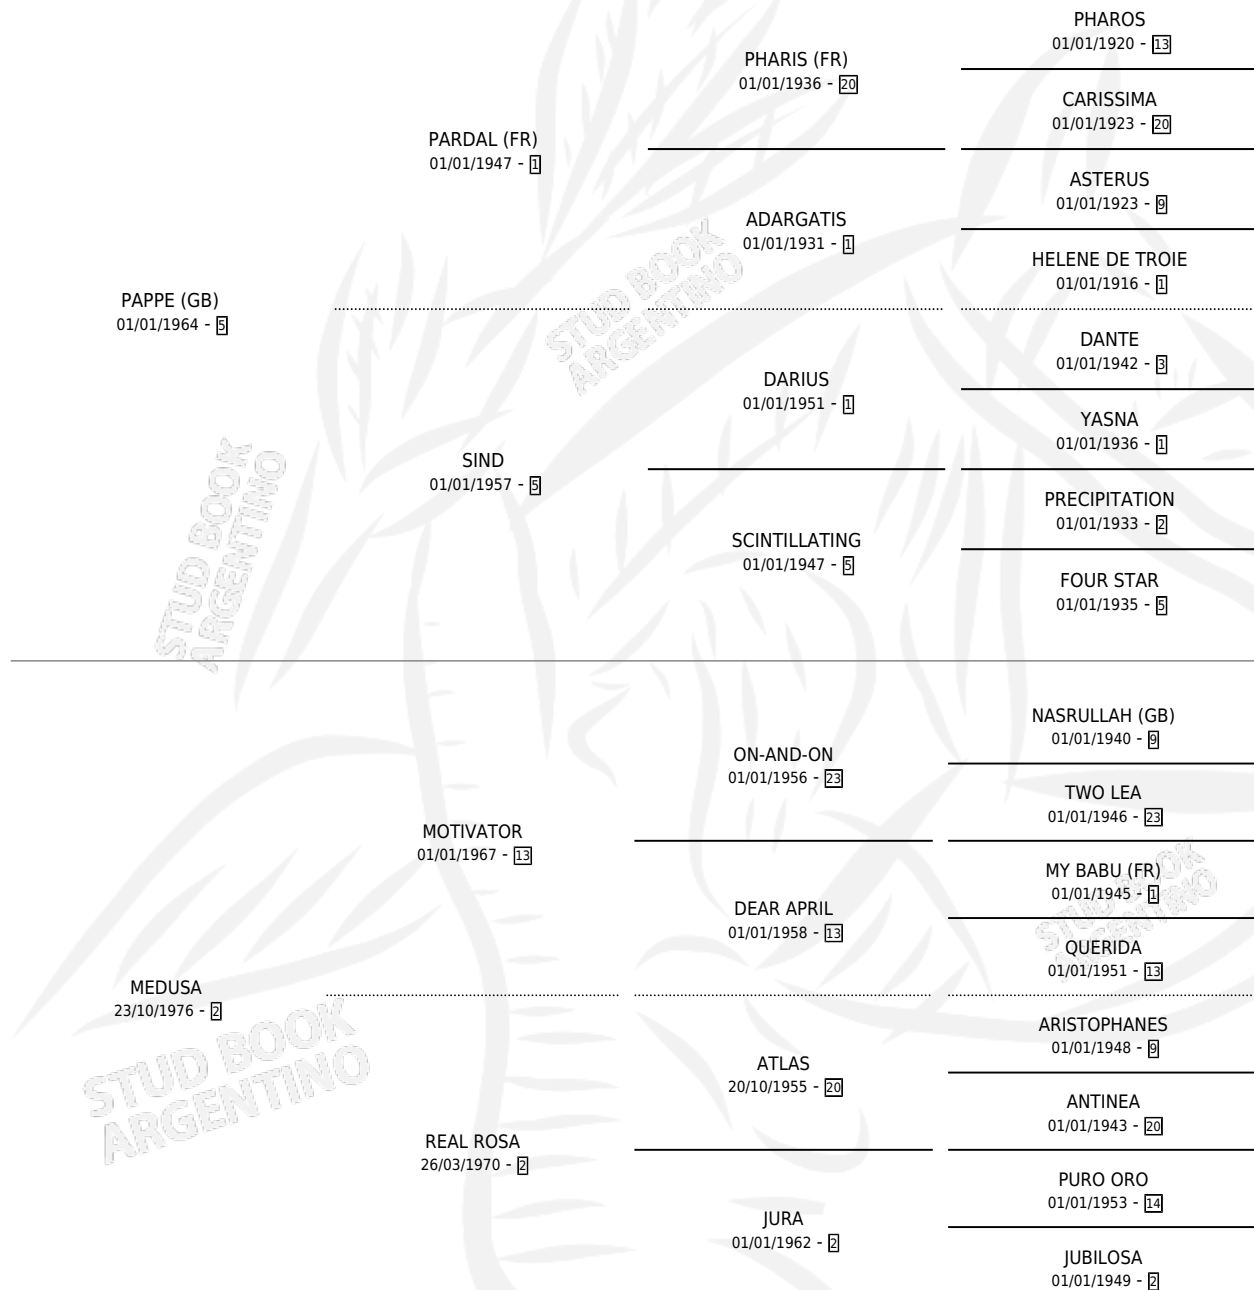 PHAROS
01/01/1920 - 13
PHARIS (FR)
01/01/1936 - 20
CARISSIMA
01/01/1923 - 20
PARDAL (FR)
01/01/1947 - 1
ASTERUS
01/01/1923 - 9
ADARGATIS
01/01/1931 - 1
HELENE DE TROIE
01/01/1916 - 1
PAPPE (GB)
01/01/1964 - 5
DANTE
01/01/1942 - 3
DARIUS
01/01/1951 - 1
YASNA
01/01/1936 - 1
SIND
01/01/1957 - 5
PRECIPITATION
01/01/1933 - 2
SCINTILLATING
01/01/1947 - 5
FOUR STAR
01/01/1935 - 5
NASRULLAH (GB)
01/01/1940 - 9
ON-AND-ON
01/01/1956 - 23
TWO LEA
01/01/1946 - 23
MOTIVATOR
01/01/1967 - 13
MY BABU (FR)
01/01/1945 - 1
DEAR APRIL
01/01/1958 - 13
QUERIDA
01/01/1951 - 13
MEDUSA
23/10/1976 - 2
ARISTOPHANES
01/01/1948 - 9
ATLAS
20/10/1955 - 20
ANTINEA
01/01/1943 - 20
REAL ROSA
26/03/1970 - 2
PURO ORO
01/01/1953 - 14
JURA
01/01/1962 - 2
JUBILOSA
01/01/1949 - 2
STUD BOOK
ARGENTINO
STUD BOOK
ARGENTINO
STUD BOOK
ARGENTINO
STUD BOOK
ARGENTINO